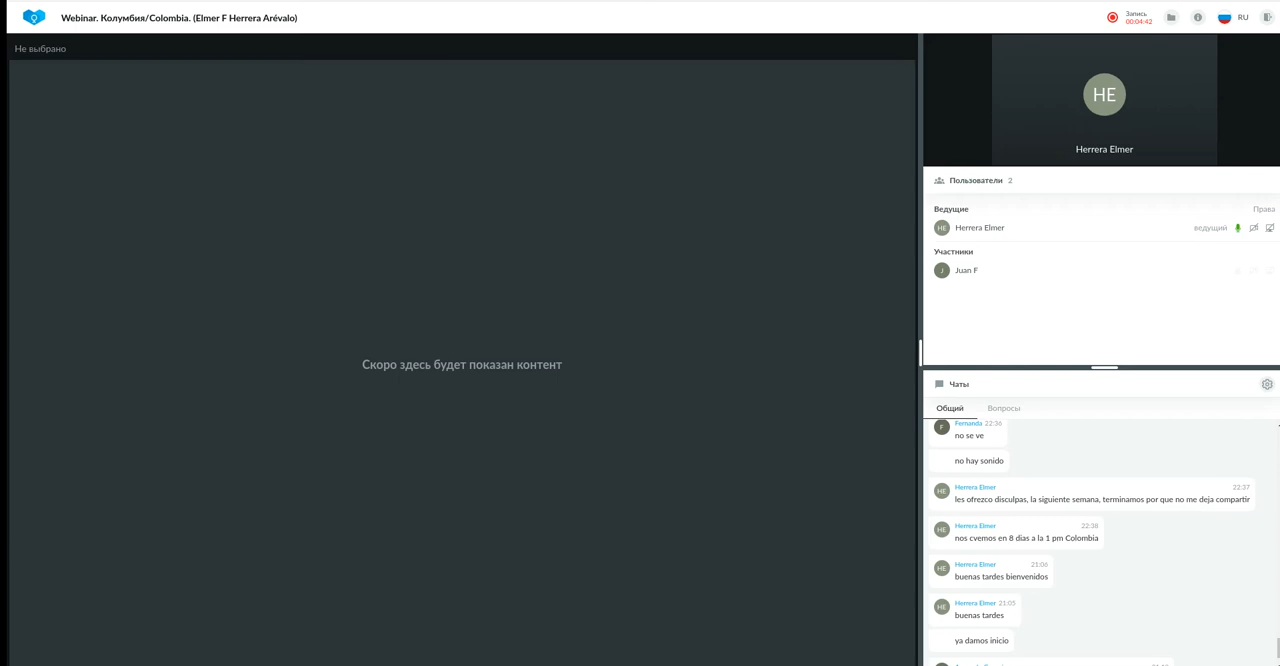 Webinar. Колумбия/Colombia. (Elmer F Herrera Arévalo)
Запись
00:04:42
RU
Не выбрано
Скоро здесь будет показан контент
HE
Herrera Elmer
Пользователи 2
Ведущие Права
HE Herrera Elmer ведущий
Участники
J Juan F
Чаты
Общий Вопросы
F Fernanda 22:36
no se ve
no hay sonido
HE Herrera Elmer 22:37
les ofrezco disculpas, la siguiente semana, terminamos por que no me deja compartir
HE Herrera Elmer 22:38
nos cvemos en 8 dias a la 1 pm Colombia
HE Herrera Elmer 21:06
buenas tardes bienvenidos
HE Herrera Elmer 21:05
buenas tardes
ya damos inicio